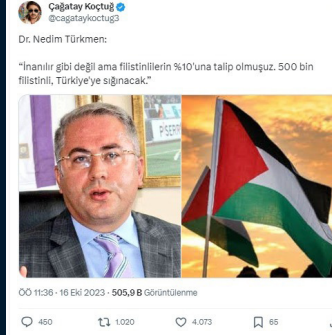 Çağatay Koçtuğ
@cagataykoctug3
Dr. Nedim Türkmen:
“İnanılır gibi değil ama filistinlilerin %10'una talip olmuşuz. 500 bin
filistinli, Türkiye'ye sığınacak.”
ÖÖ 11:36 · 16 Eki 2023 · 505,9 B Görüntülenme
450 1.020 4.073 65